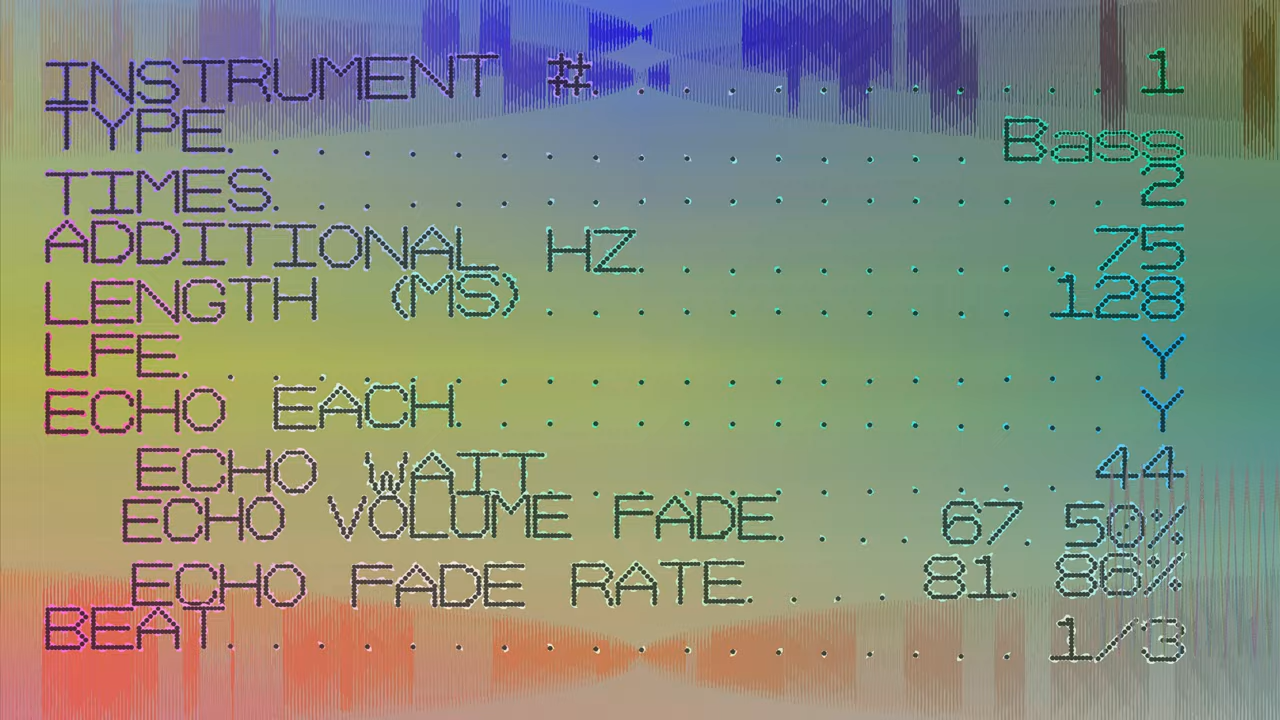 INSTRUMENT #. . . . . . . . . . . . 1
TYPE. . . . . . . . . . . . . . . . . Bass
TIMES. . . . . . . . . . . . . . . . . . . 2
ADDITIONAL HZ. . . . . . . . . . 75
LENGTH (MS) . . . . . . . . . . . 128
LFE. . . . . . . . . . . . . . . . . . . . . Y
ECHO EACH. . . . . . . . . . . . . . . Y
ECHO WAIT. . . . . . . . . . . . . 44
ECHO VOLUME FADE. . . . 67. 50%
ECHO FADE RATE. . . . 81. 86%
BEAT. . . . . . . . . . . . . . . . . . . 1/3